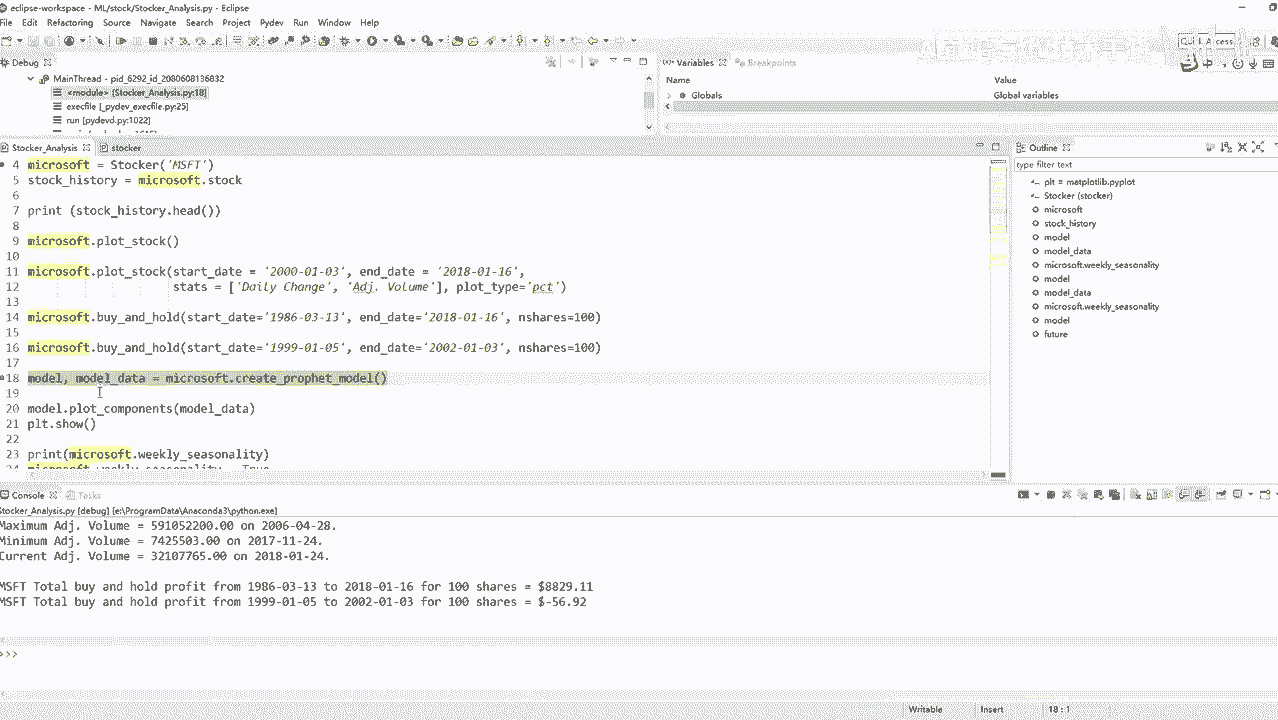 eclipse-workspace - ML/stock/Stocker_Analysis.py - Eclipse
File Edit Refactoring Source Navigate Search Project Pydev Run Window Help
Debug
MainThread - pid_6292_id_2080608136832
<module> [Stocker_Analysis.py:18]
execfile [_pydev_execfile.py:25]
run [pydevd.py:1022]
Variables Breakpoints
Name Value
Globals Global variables
Stocker_Analysis stocker
4 microsoft = Stocker('MSFT')
5 stock_history = microsoft.stock
6
7 print (stock_history.head())
8
9 microsoft.plot_stock()
10
11 microsoft.plot_stock(start_date = '2000-01-03', end_date = '2018-01-16',
12 stats = ['Daily Change', 'Adj. Volume'], plot_type='pct')
13
14 microsoft.buy_and_hold(start_date='1986-03-13', end_date='2018-01-16', nshares=100)
15
16 microsoft.buy_and_hold(start_date='1999-01-05', end_date='2002-01-03', nshares=100)
17
18 model, model_data = microsoft.create_prophet_model()
19
20 model.plot_components(model_data)
21 plt.show()
22
23 print(microsoft.weekly_seasonality)
24 microsoft.weekly_seasonality = True
Outline
type filter text
plt = matplotlib.pyplot
Stocker (stocker)
microsoft
stock_history
model
model_data
microsoft.weekly_seasonality
model
model_data
microsoft.weekly_seasonality
model
future
Console Tasks
Stocker_Analysis.py [debug] [e:\ProgramData\Anaconda3\python.exe]
Maximum Adj. Volume = 591052200.00 on 2006-04-28.
Minimum Adj. Volume = 7425503.00 on 2017-11-24.
Current Adj. Volume = 32107765.00 on 2018-01-24.
MSFT Total buy and hold profit from 1986-03-13 to 2018-01-16 for 100 shares = $8829.11
MSFT Total buy and hold profit from 1999-01-05 to 2002-01-03 for 100 shares = $-56.92
>>>
Writable Insert 18 : 1